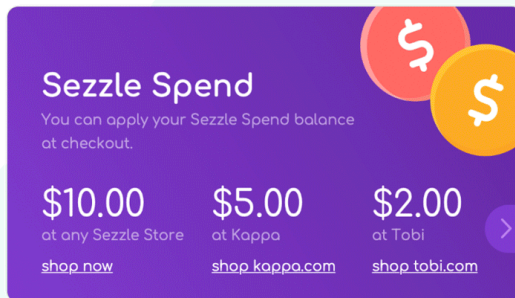 Sezzle Spend
You can apply your Sezzle Spend balance
at checkout.
$10.00 $5.00 $2.00
at any Sezzle Store at Kappa at Tobi
shop now shop kappa.com shop tobi.com
$
$